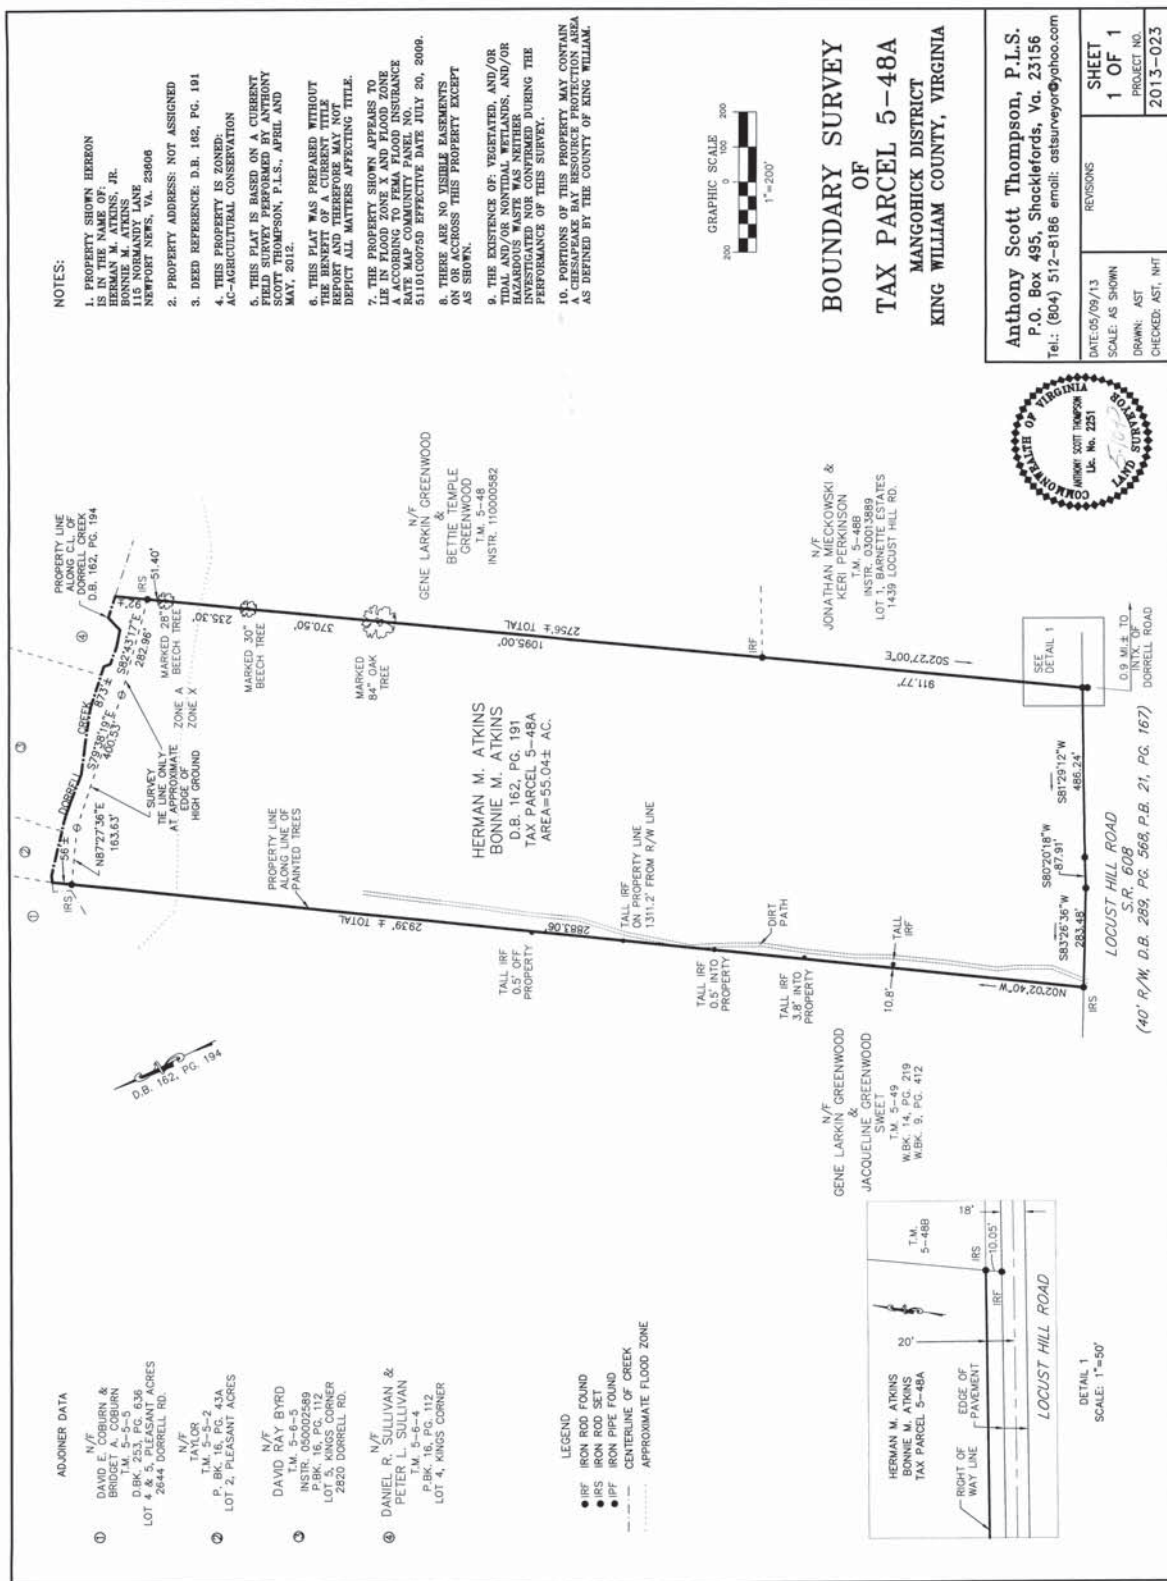 NOTES:
1. PROPERTY SHOWN HEREON
IS IN THE NAME OF:
HERMAN M. ATKINS, JR.
BONNIE M. ATKINS
115 NORMANDY LANE
NEWPORT NEWS, VA. 23606
2. PROPERTY ADDRESS: NOT ASSIGNED
3. DEED REFERENCE: D.B. 162, PG. 191
4. THIS PROPERTY IS ZONED:
AC-AGRICULTURAL CONSERVATION
5. THIS PLAT IS BASED ON A CURRENT
FIELD SURVEY PERFORMED BY ANTHONY
SCOTT THOMPSON, P.L.S., APRIL AND
MAY, 2012.
6. THIS PLAT WAS PREPARED WITHOUT
THE BENEFIT OF A CURRENT TITLE
REPORT AND THEREFORE MAY NOT
DEPICT ALL MATTERS AFFECTING TITLE.
7. THE PROPERTY SHOWN APPEARS TO
LIE IN FLOOD ZONE X AND FLOOD ZONE
A ACCORDING TO FEMA FLOOD INSURANCE
RATE MAP COMMUNITY PANEL NO.
51101C0075D EFFECTIVE DATE JULY 20, 2009.
8. THERE ARE NO VISIBLE EASEMENTS
ON OR ACCROSS THIS PROPERTY EXCEPT
AS SHOWN.
9. THE EXISTENCE OF: VEGETATED, AND/OR
TIDAL AND/OR NONTIDAL WETLANDS, AND/OR
HAZARDOUS WASTE WAS NEITHER
INVESTIGATED NOR CONFIRMED DURING THE
PERFORMANCE OF THIS SURVEY.
10. PORTIONS OF THIS PROPERTY MAY CONTAIN
A CHESAPEAKE BAY RESOURCE PROTECTION AREA
AS DEFINED BY THE COUNTY OF KING WILLIAM.
GRAPHIC SCALE
200 0 100 200
1"=200'
BOUNDARY SURVEY
OF
TAX PARCEL 5-48A
MANGOHICK DISTRICT
KING WILLIAM COUNTY, VIRGINIA
Anthony Scott Thompson, P.L.S.
P.O. Box 495, Shacklefords, Va. 23156
Tel.: (804) 512-8186 email: astsurveyor@yahoo.com
DATE:05/09/13
SCALE: AS SHOWN
DRAWN: AST
CHECKED: AST, NHT
REVISIONS
SHEET
1 OF 1
PROJECT NO.
2013-023
COMMONWEALTH OF VIRGINIA
ANTHONY SCOTT THOMPSON
Lic. No. 2251
LAND SURVEYOR
PROPERTY LINE
ALONG C.L. OF
DORRELL CREEK
D.B. 162, PG. 194
①
②
③
④
IRS
56'±
DORRELL CREEK
873'±
92'±
IRS
51.40'
N87°27'36"E
163.63'
S79°38'19"E
400.53'
S82°43'17"E
282.96'
SURVEY
TIE LINE ONLY
AT APPROXIMATE
EDGE OF
HIGH GROUND
ZONE A
ZONE X
MARKED 28"
BEECH TREE
235.30'
MARKED 30"
BEECH TREE
370.50'
MARKED
84" OAK
TREE
1095.00'
2756'± TOTAL
N/F
GENE LARKIN GREENWOOD
&
BETTIE TEMPLE
GREENWOOD
T.M. 5-48
INSTR. 110000582
PROPERTY LINE
ALONG LINE OF
PAINTED TREES
HERMAN M. ATKINS
BONNIE M. ATKINS
D.B. 162, PG. 191
TAX PARCEL 5-48A
AREA=55.04± AC.
2939'± TOTAL
2883.06'
TALL IRF
0.5' OFF
PROPERTY
TALL IRF
ON PROPERTY LINE
1311.2' FROM R/W LINE
TALL IRF
0.5' INTO
PROPERTY
DIRT
PATH
TALL IRF
3.8' INTO
PROPERTY
10.8'
TALL
IRF
N02°02'40"W
IRS
IRF
911.77'
S02°27'00"E
N/F
JONATHAN MIECKOWSKI &
KERI PERKINSON
T.M. 5-48B
INSTR. 030013889
LOT 1, BARNETTE ESTATES
1439 LOCUST HILL RD.
SEE
DETAIL 1
0.9 MI.± TO
INTX. OF
DORRELL ROAD
S83°26'36"W
283.48'
S80°20'18"W
87.91'
S81°29'12"W
486.24'
LOCUST HILL ROAD
S.R. 608
(40' R/W, D.B. 289, PG. 568, P.B. 21, PG. 167)
D.B. 162, PG. 194
N/F
GENE LARKIN GREENWOOD
&
JACQUELINE GREENWOOD
SWEET
T.M. 5-49
W.BK. 14, PG. 219
W.BK. 9, PG. 412
ADJOINER DATA
① N/F
DAVID E. COBURN &
BRIDGET A. COBURN
T.M. 5-5-5
D.BK. 253, PG. 636
LOT 4 & 5, PLEASANT ACRES
2644 DORRELL RD.
② N/F
TAYLOR
T.M. 5-5-2
P. BK. 16, PG. 43A
LOT 2, PLEASANT ACRES
③ N/F
DAVID RAY BYRD
T.M. 5-6-5
INSTR. 050002589
P.BK. 16, PG. 112
LOT 5, KINGS CORNER
2820 DORRELL RD.
④ N/F
DANIEL R. SULLIVAN &
PETER L. SULLIVAN
T.M. 5-6-4
P.BK. 16, PG. 112
LOT 4, KINGS CORNER
LEGEND
IRF IRON ROD FOUND
IRS IRON ROD SET
IPF IRON PIPE FOUND
CENTERLINE OF CREEK
APPROXIMATE FLOOD ZONE
HERMAN M. ATKINS
BONNIE M. ATKINS
TAX PARCEL 5-48A
T.M.
5-48B
RIGHT OF
WAY LINE
EDGE OF
PAVEMENT
20'
IRS
IRF
10.05'
18'
LOCUST HILL ROAD
DETAIL 1
SCALE: 1"=50'